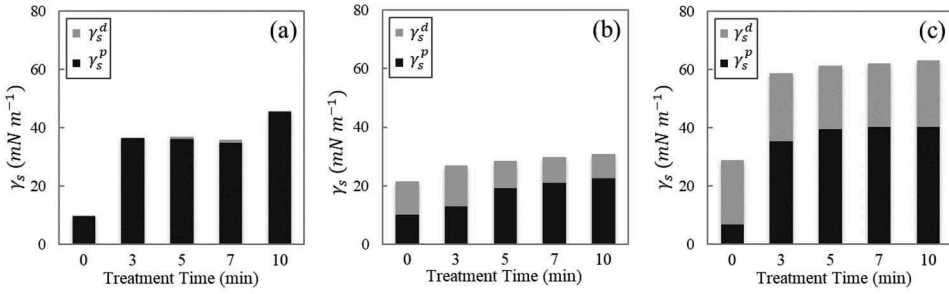 80
60
40
20
0
γₛ (mN m⁻¹)
γₛᵈ
γₛᵖ
(a)
0 3 5 7 10
Treatment Time (min)
80
60
40
20
0
γₛ (mN m⁻¹)
γₛᵈ
γₛᵖ
(b)
0 3 5 7 10
Treatment Time (min)
80
60
40
20
0
γₛ (mN m⁻¹)
γₛᵈ
γₛᵖ
(c)
0 3 5 7 10
Treatment Time (min)